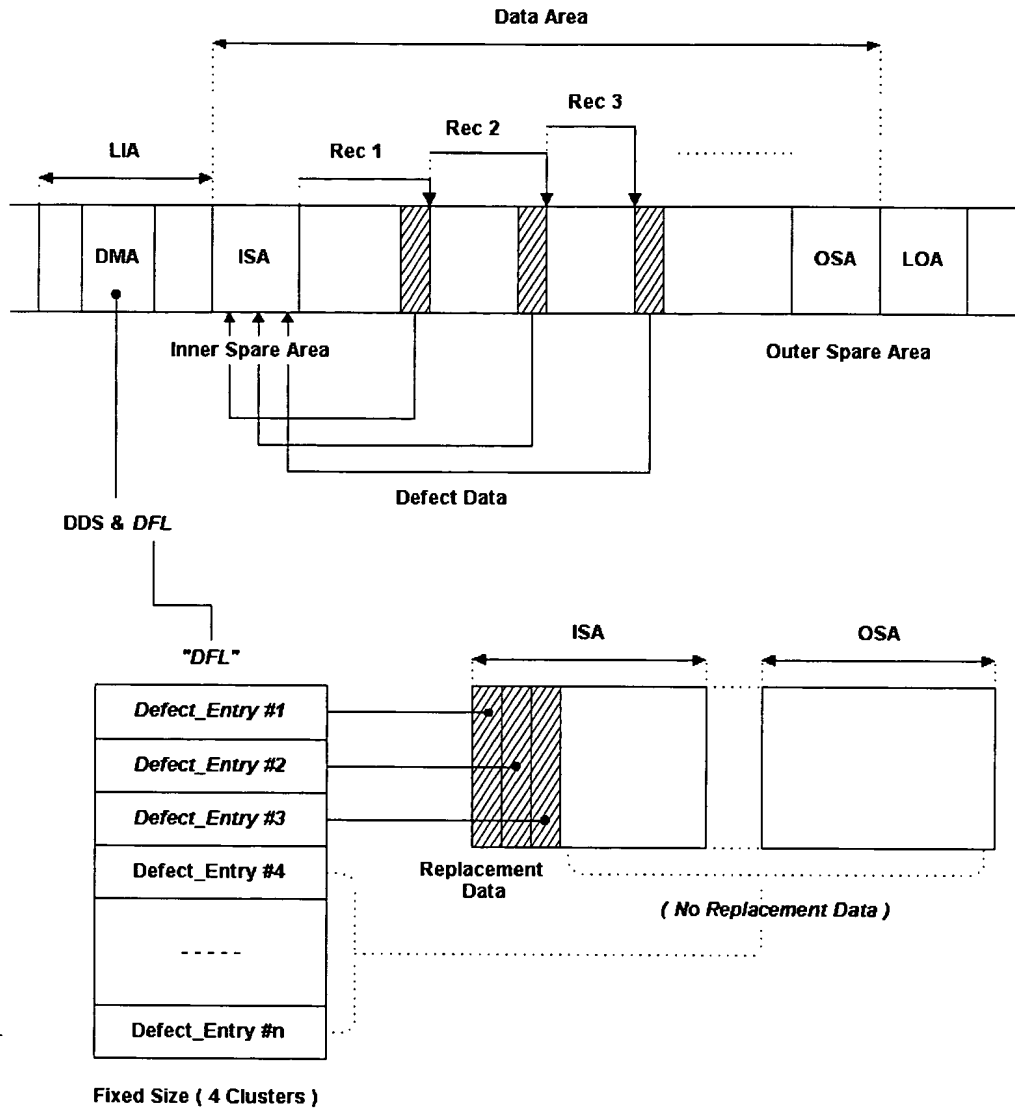 Data Area
Rec 3
Rec 2
LIA
Rec 1
DMA
ISA
OSA
LOA
Inner Spare Area
Outer Spare Area
Defect Data
DDS & DFL
ISA
OSA
"DFL"
Defect_Entry #1
Defect_Entry #2
Defect_Entry #3
Defect_Entry #4
Replacement
Data
( No Replacement Data )
-----
Defect_Entry #n
Fixed Size ( 4 Clusters )